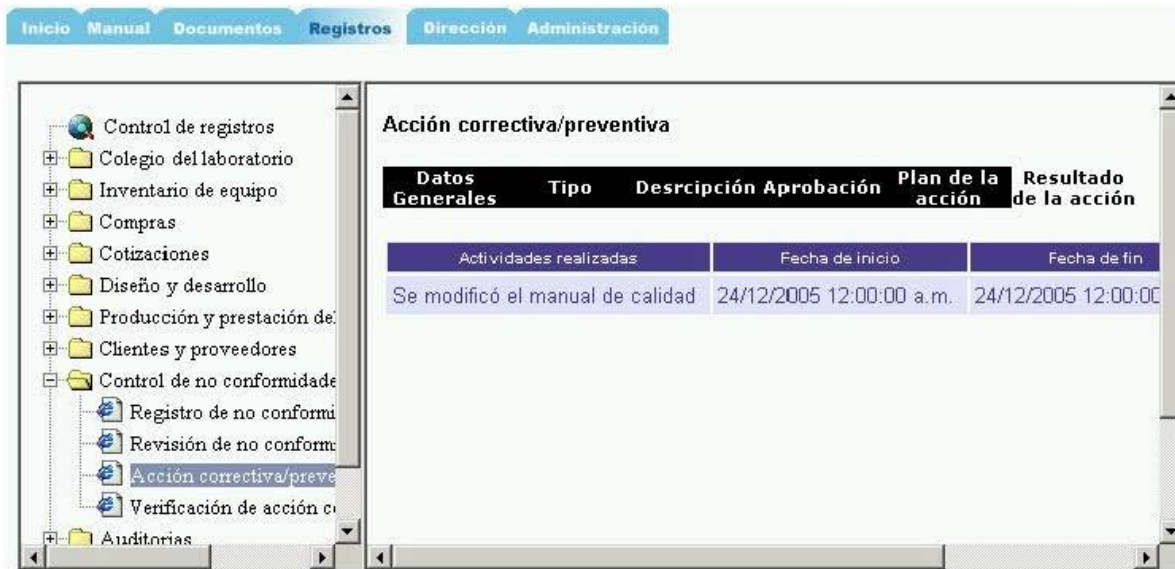 Inicio Manual Documentos Registros Dirección Administración
Control de registros
Colegio del laboratorio
Inventario de equipo
Compras
Cotizaciones
Diseño y desarrollo
Producción y prestación de
Clientes y proveedores
Control de no conformidade
Registro de no conformi
Revisión de no conform
Acción correctiva/preve
Verificación de acción c
Auditorias
Acción correctiva/preventiva
Datos Generales Tipo Desrcipción Aprobación Plan de la acción Resultado de la acción
Actividades realizadas Fecha de inicio Fecha de fin
Se modificó el manual de calidad 24/12/2005 12:00:00 a.m. 24/12/2005 12:00:00